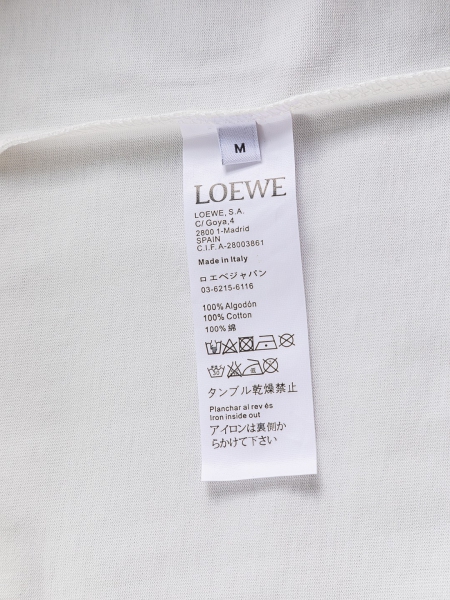 M
LOEWE
LOEWE, S.A.
C/ Goya,4
2800 1-Madrid
SPAIN
C.I.F. A-28003861
Made in Italy
ロエベジャパン
03-6215-6116
100% Algodón
100% Cotton
100% 綿
タンブル乾燥禁止
Planchar al rev és
Iron inside out
アイロンは裏側か
らかけて下さい